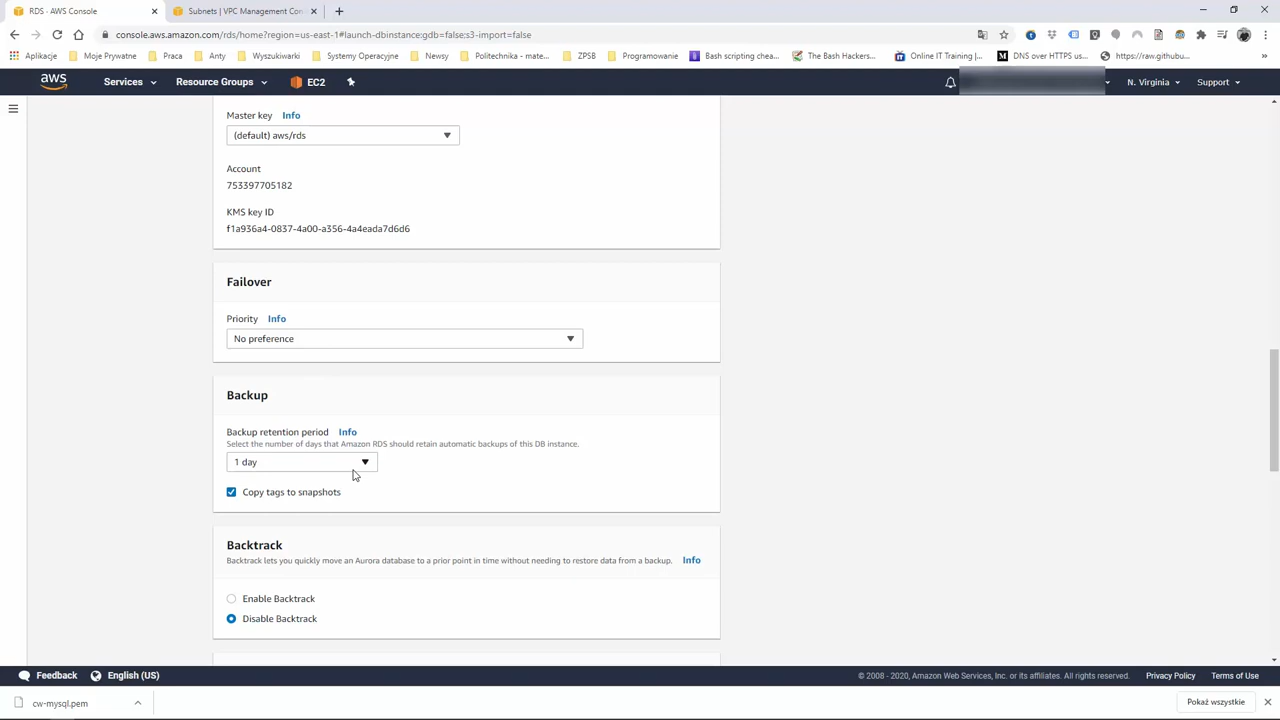 RDS - AWS Console
Subnets | VPC Management Con
console.aws.amazon.com/rds/home?region=us-east-1#launch-dbinstance;gdb=false;s3-import=false
Aplikacje
Moje Prywatne
Praca
Anty
Wyszukiwarki
Systemy Operacyjne
Politechnika - mate...
ZPSB
Programowanie
Newsy
Bash scripting chea...
The Bash Hackers...
Online IT Training |...
DNS over HTTPS us...
https://raw.githubu...
aws
Services
Resource Groups
EC2
N. Virginia
Support
Master key Info
(default) aws/rds
Account
753397705182
KMS key ID
f1a936a4-0837-4a00-a356-4a4eada7d6d6
Failover
Priority Info
No preference
Backup
Backup retention period Info
Select the number of days that Amazon RDS should retain automatic backups of this DB instance.
1 day
Copy tags to snapshots
Backtrack
Backtrack lets you quickly move an Aurora database to a prior point in time without needing to restore data from a backup. Info
Enable Backtrack
Disable Backtrack
Feedback
English (US)
© 2008 - 2020, Amazon Web Services, Inc. or its affiliates. All rights reserved.
Privacy Policy
Terms of Use
cw-mysql.pem
Pokaż wszystkie